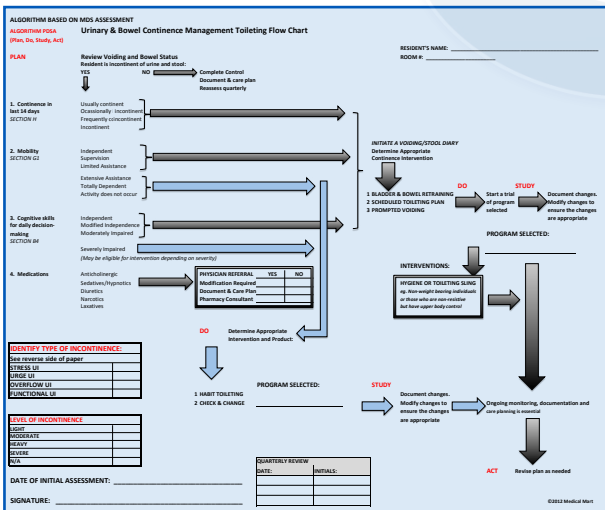 ALGORITHM BASED ON MDS ASSESSMENT
ALGORITHM PDSA
(Plan, Do, Study, Act)
Urinary & Bowel Continence Management Toileting Flow Chart
RESIDENT'S NAME:
ROOM #:
PLAN
Review Voiding and Bowel Status
Resident is incontinent of urine and stool:
YES
NO
Complete Control
Document & care plan
Reassess quarterly
1. Continence in
last 14 days
SECTION H
Usually continent
Ocassionally incontinent
Frequently coincontinent
Incontinent
2. Mobility
SECTION G1
Independent
Supervision
Limited Assistance
Extensive Assistance
Totally Dependent
Activity does not occur
INITIATE A VOIDING/STOOL DIARY
Determine Appropriate
Continence Intervention
DO
STUDY
1 BLADDER & BOWEL RETRAINING
2 SCHEDULED TOILETING PLAN
3 PROMPTED VOIDING
Start a trial
of program
selected
Document changes.
Modify changes to
ensure the changes
are appropriate
3. Cognitive skills
for daily decision-
making
SECTION B4
Independent
Modified Independence
Moderately Impaired
Severely Impaired
(May be eligible for intervention depending on severity)
PROGRAM SELECTED:
4. Medications
Anticholinergic
Sedatives/Hypnotics
Diuretics
Narcotics
Laxatives
PHYSICIAN REFERRAL YES NO
Modification Required
Document & Care Plan
Pharmacy Consultant
INTERVENTIONS:
HYGIENE OR TOILETING SLING
eg. Non-weight bearing individuals
or those who are non-resistive
but have upper body control
DO
Determine Appropriate
Intervention and Product:
IDENTIFY TYPE OF INCONTINENCE:
See reverse side of paper
STRESS UI
URGE UI
OVERFLOW UI
FUNCTIONAL UI
1 HABIT TOILETING
2 CHECK & CHANGE
PROGRAM SELECTED:
STUDY
Document changes.
Modify changes to
ensure the changes
are appropriate
Ongoing monitoring, documentation and
care planning is essential
LEVEL OF INCONTINENCE
LIGHT
MODERATE
HEAVY
SEVERE
N/A
QUARTERLY REVIEW
DATE: INITIALS:
ACT
Revise plan as needed
DATE OF INITIAL ASSESSMENT:
SIGNATURE:
©2012 Medical Mart